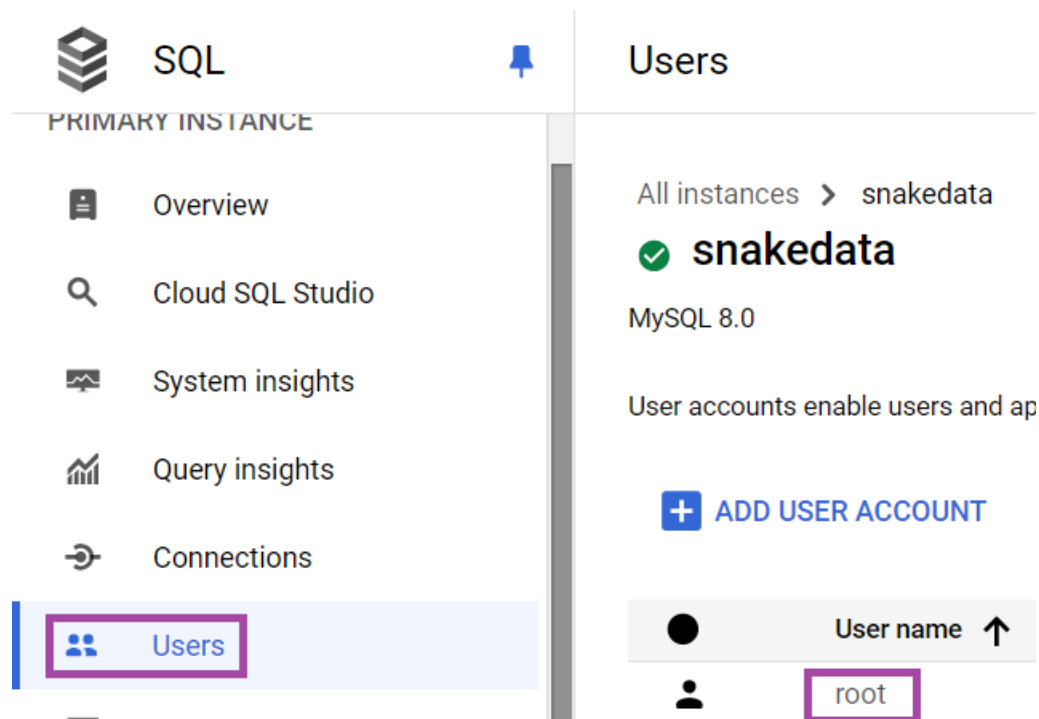 SQL
PRIMARY INSTANCE
Overview
Cloud SQL Studio
System insights
Query insights
Connections
Users
Users
All instances > snakedata
snakedata
MySQL 8.0
User accounts enable users and ap
ADD USER ACCOUNT
User name ↑
root